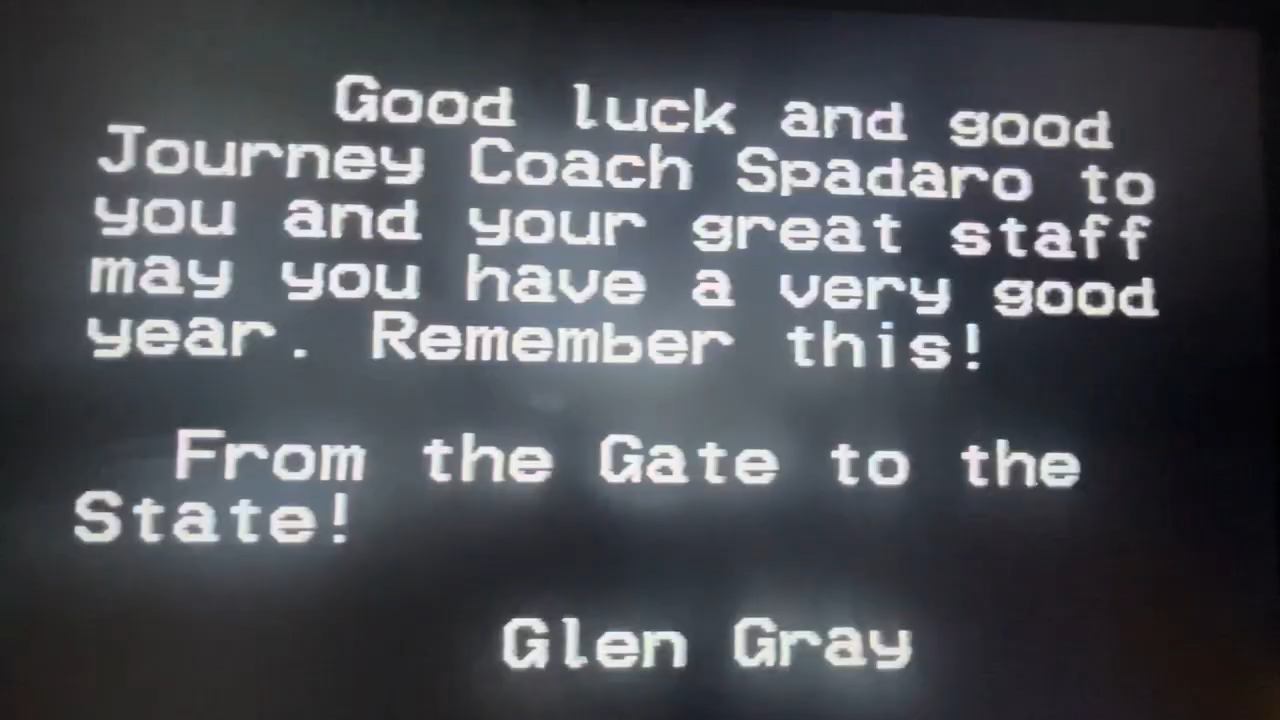 Good luck and good
Journey Coach Spadaro to
you and your great staff
may you have a very good
year. Remember this!
From the Gate to the
State!
Glen Gray